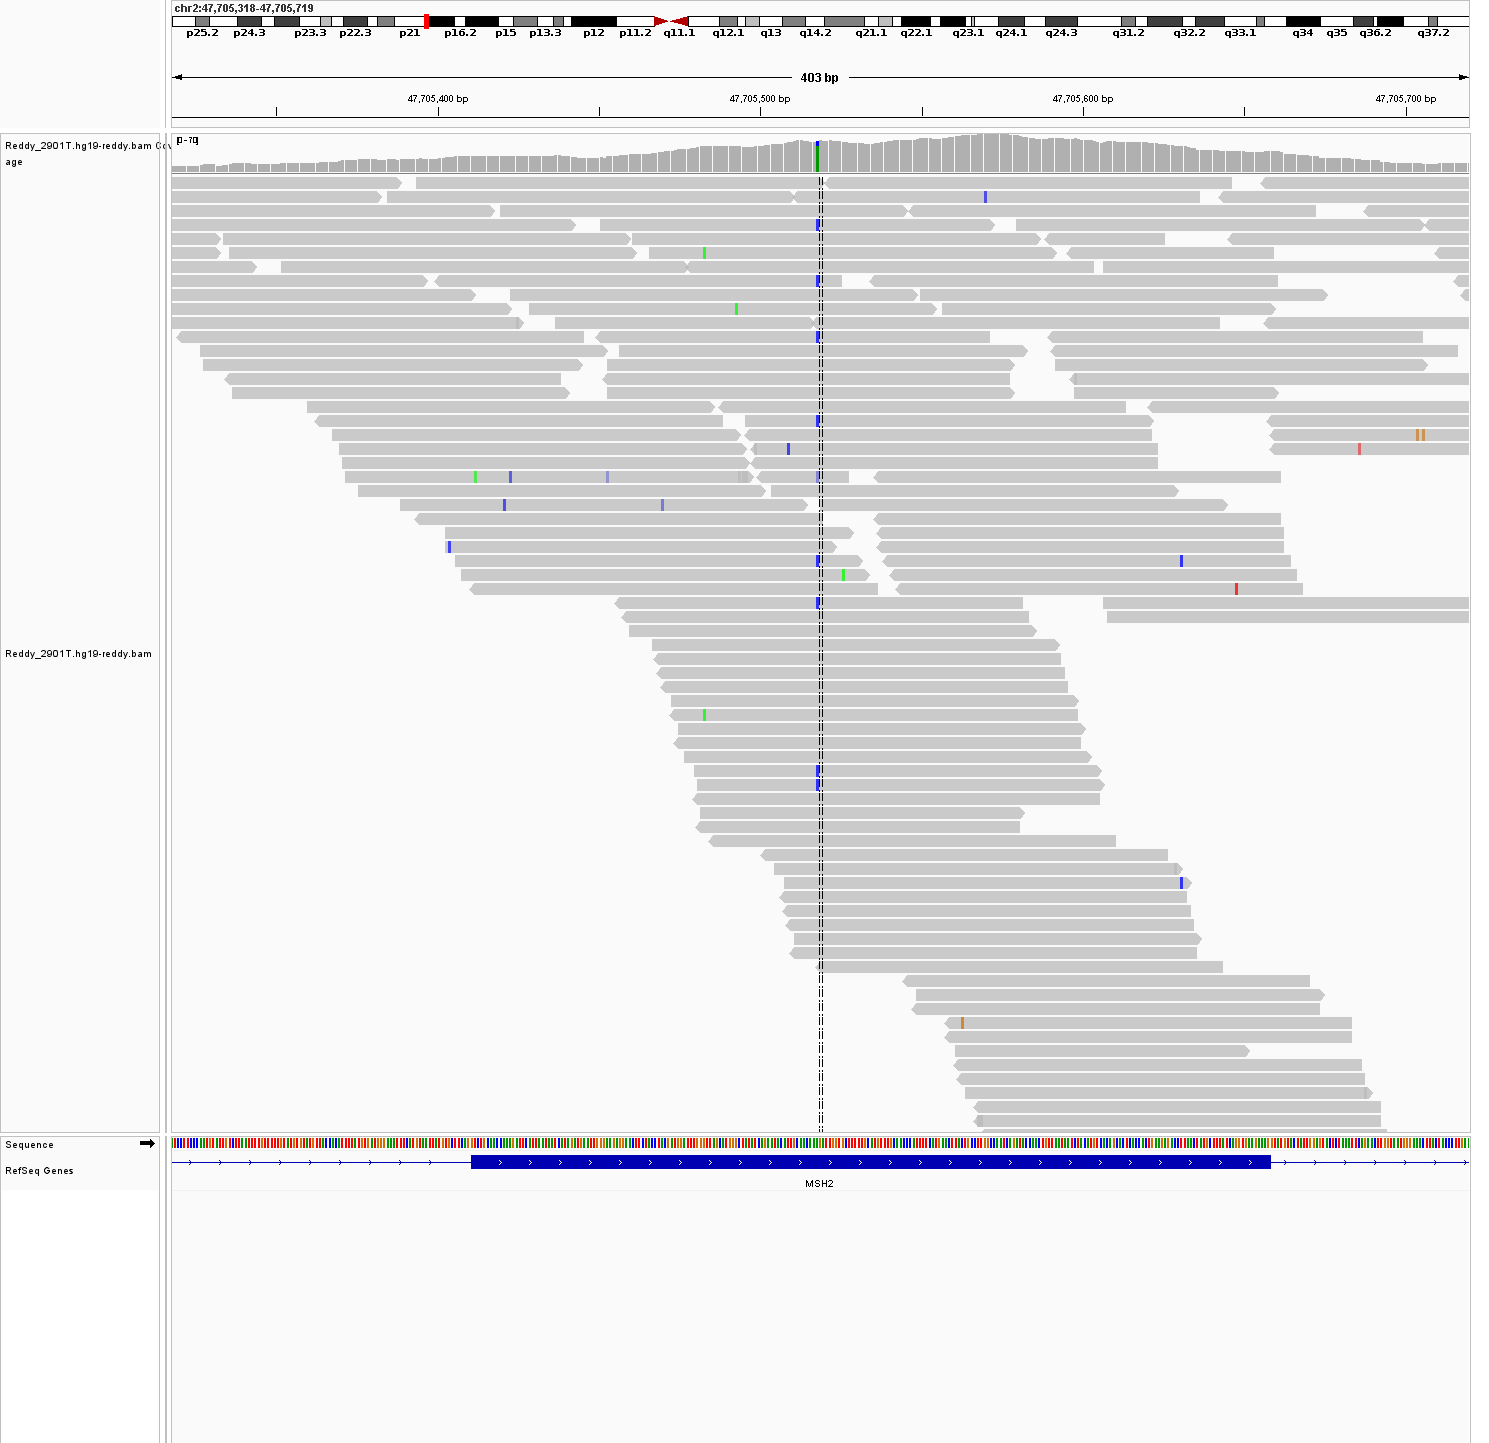 chr2:47,705,318-47,705,719
p25.2 p24.3 p23.3 p22.3 p21 p16.2 p15 p13.3 p12 p11.2 q11.1 q12.1 q13 q14.2 q21.1 q22.1 q23.1 q24.1 q24.3 q31.2 q32.2 q33.1 q34 q35 q36.2 q37.2
403 bp
47,705,400 bp 47,705,500 bp 47,705,600 bp 47,705,700 bp
[0-70]
Reddy_2901T.hg19-reddy.bam
age
Reddy_2901T.hg19-reddy.bam
Sequence
RefSeq Genes
MSH2